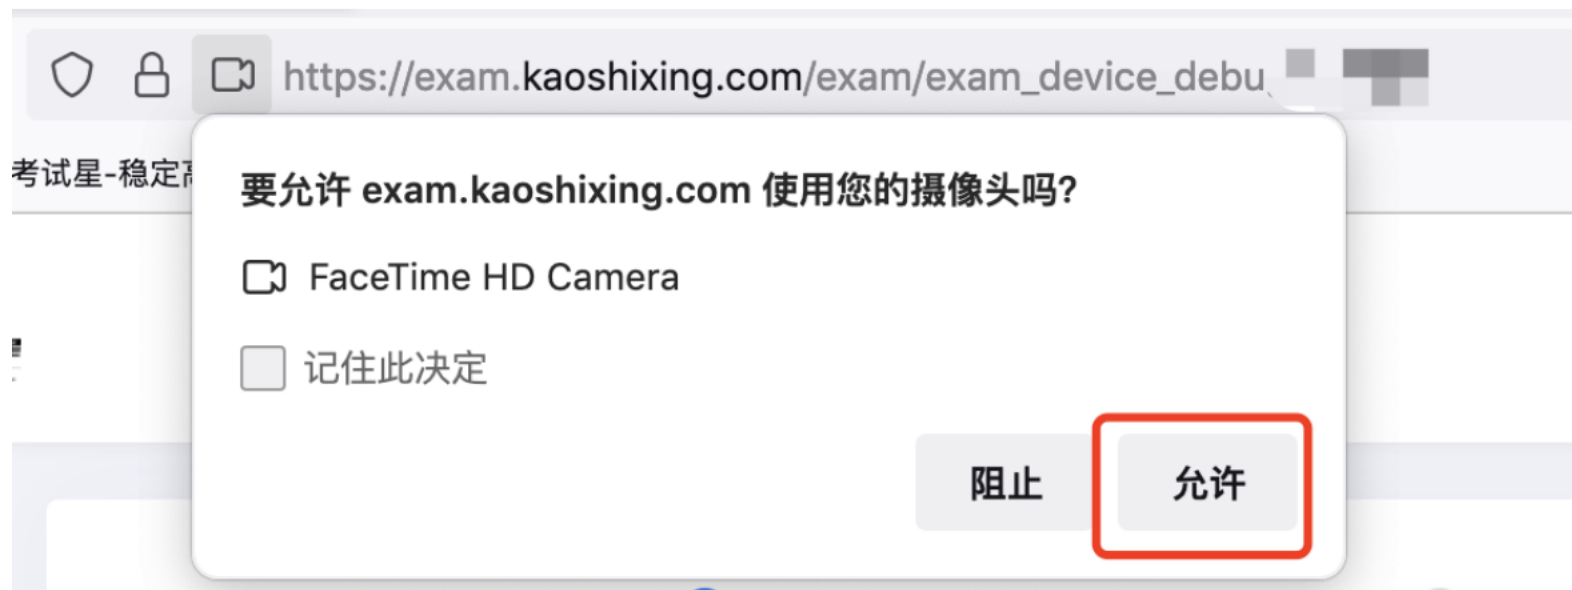 https://exam.kaoshixing.com/exam/exam_device_debu
考试星-稳定
要允许 exam.kaoshixing.com 使用您的摄像头吗?
FaceTime HD Camera
记住此决定
阻止
允许